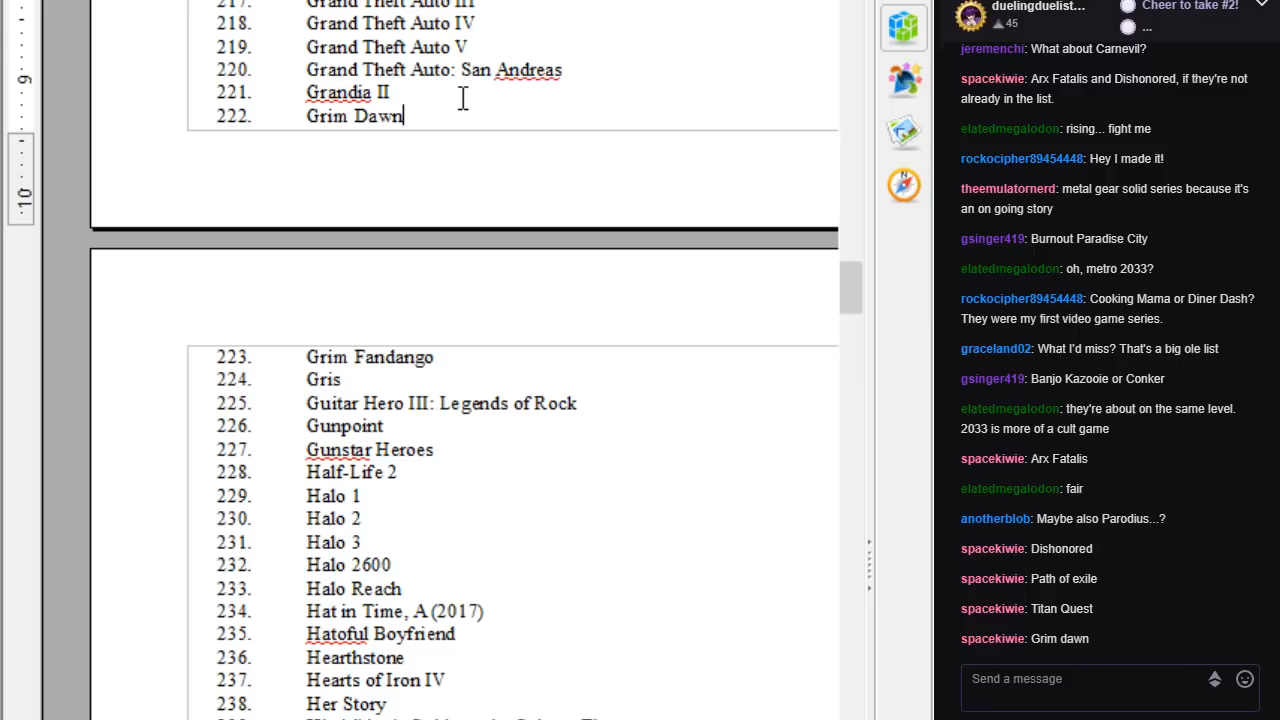 217. Grand Theft Auto III
218. Grand Theft Auto IV
219. Grand Theft Auto V
220. Grand Theft Auto: San Andreas
221. Grandia II
222. Grim Dawn
9
10
223. Grim Fandango
224. Gris
225. Guitar Hero III: Legends of Rock
226. Gunpoint
227. Gunstar Heroes
228. Half-Life 2
229. Halo 1
230. Halo 2
231. Halo 3
232. Halo 2600
233. Halo Reach
234. Hat in Time, A (2017)
235. Hatoful Boyfriend
236. Hearthstone
237. Hearts of Iron IV
238. Her Story
N
duelingduelist...
45
Cheer to take #2!
...
jeremenchi: What about Carnevil?
spacekiwie: Arx Fatalis and Dishonored, if they're not
already in the list.
elatedmegalodon: rising... fight me
rockocipher89454448: Hey I made it!
theemulatornerd: metal gear solid series because it's
an on going story
gsinger419: Burnout Paradise City
elatedmegalodon: oh, metro 2033?
rockocipher89454448: Cooking Mama or Diner Dash?
They were my first video game series.
graceland02: What I'd miss? That's a big ole list
gsinger419: Banjo Kazooie or Conker
elatedmegalodon: they're about on the same level.
2033 is more of a cult game
spacekiwie: Arx Fatalis
elatedmegalodon: fair
anotherblob: Maybe also Parodius...?
spacekiwie: Dishonored
spacekiwie: Path of exile
spacekiwie: Titan Quest
spacekiwie: Grim dawn
Send a message